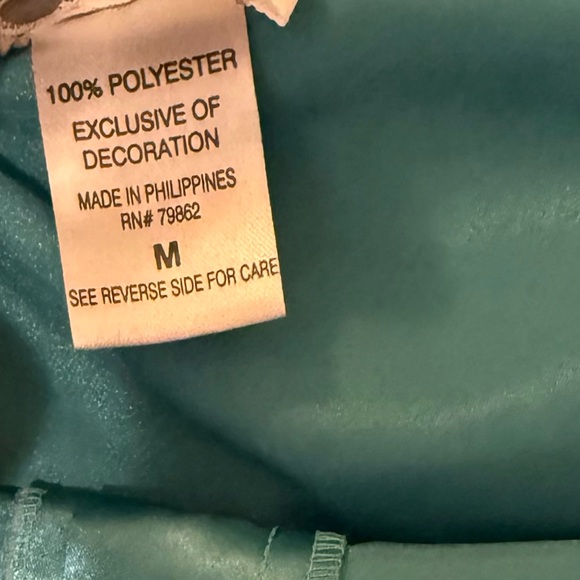 100% POLYESTER
EXCLUSIVE OF
DECORATION
MADE IN PHILIPPINES
RN# 79862
M
SEE REVERSE SIDE FOR CARE